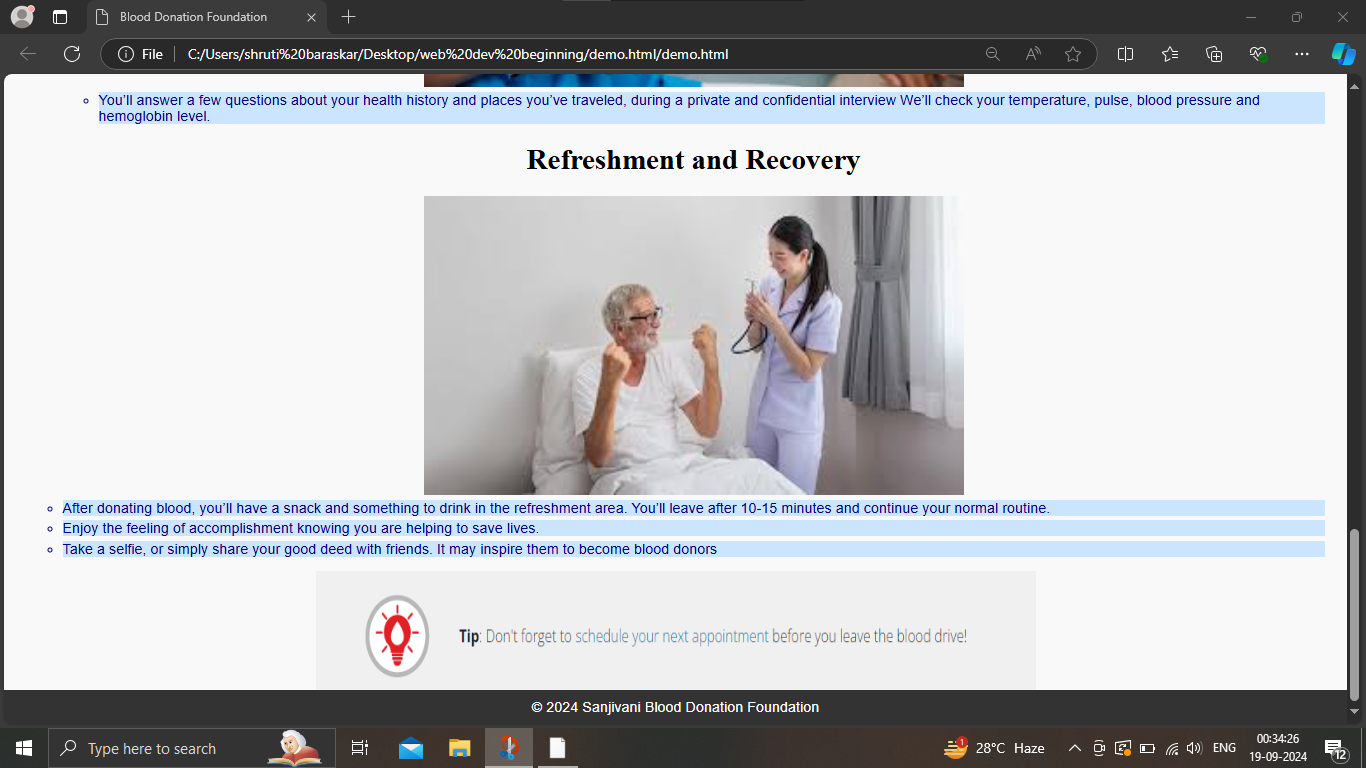 Blood Donation Foundation
File
C:/Users/shruti%20baraskar/Desktop/web%20dev%20beginning/demo.html/demo.html
You’ll answer a few questions about your health history and places you’ve traveled, during a private and confidential interview We’ll check your temperature, pulse, blood pressure and
hemoglobin level.
Refreshment and Recovery
After donating blood, you’ll have a snack and something to drink in the refreshment area. You’ll leave after 10-15 minutes and continue your normal routine.
Enjoy the feeling of accomplishment knowing you are helping to save lives.
Take a selfie, or simply share your good deed with friends. It may inspire them to become blood donors
Tip: Don't forget to schedule your next appointment before you leave the blood drive!
© 2024 Sanjivani Blood Donation Foundation
Type here to search
1
28°C Haze
ENG
00:34:26
19-09-2024
12